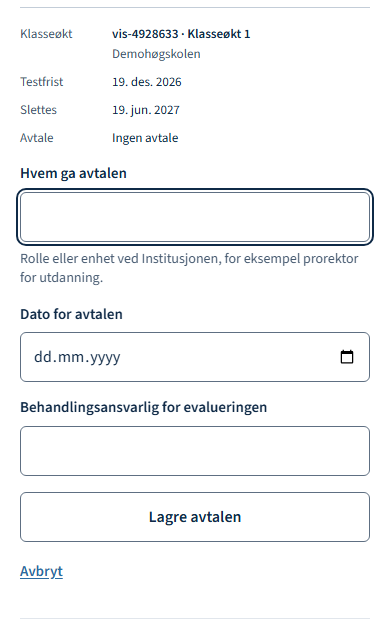 Klasseøkt vis-4928633 · Klasseøkt 1
Demohøgskolen
Testfrist 19. des. 2026
Slettes 19. jun. 2027
Avtale Ingen avtale
Hvem ga avtalen
Rolle eller enhet ved Institusjonen, for eksempel prorektor
for utdanning.
Dato for avtalen
dd.mm.yyyy
Behandlingsansvarlig for evalueringen
Lagre avtalen
Avbryt